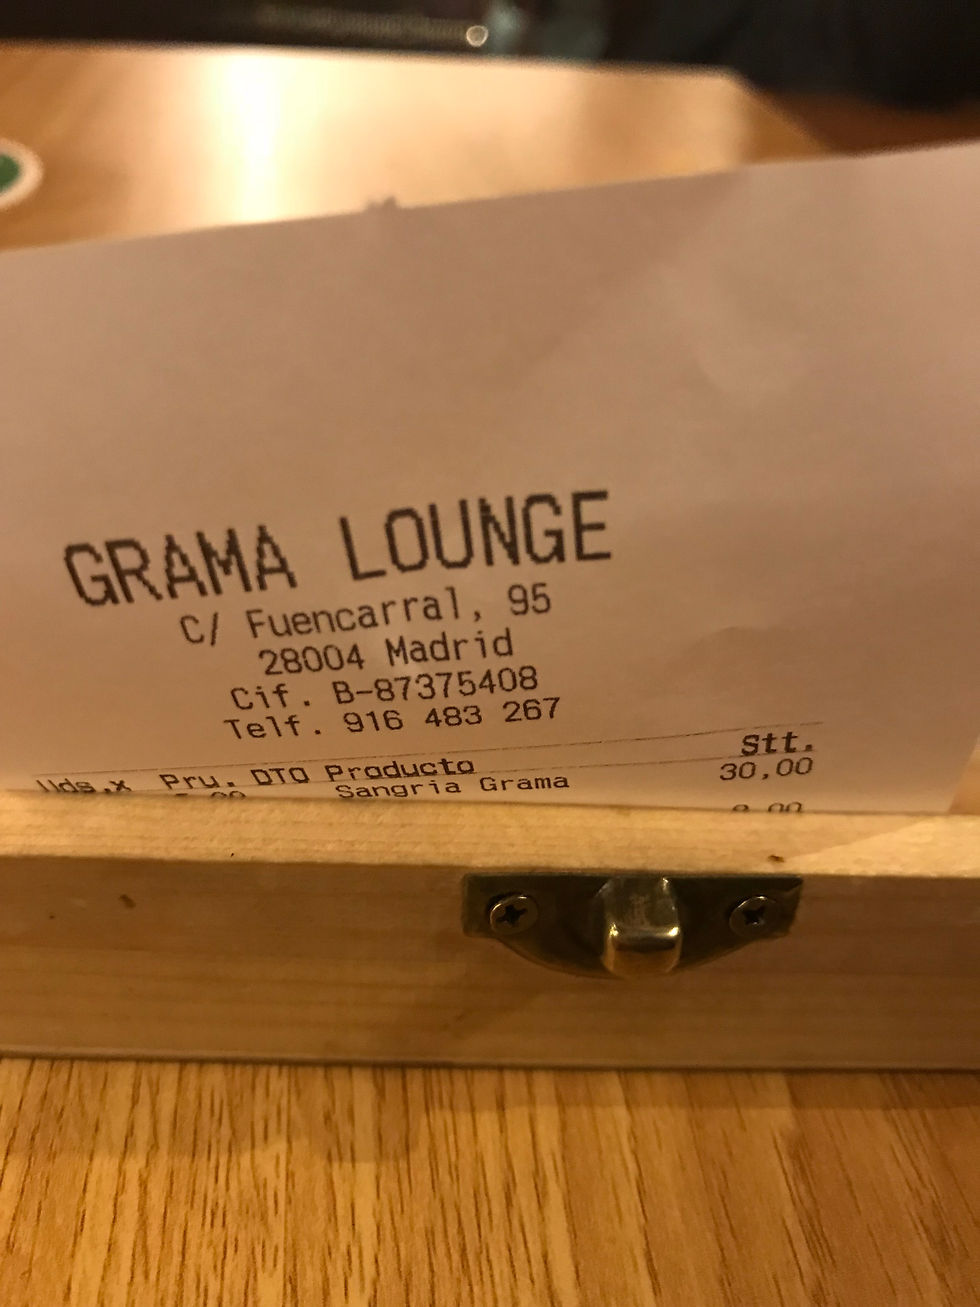 GRAMA LOUNGE
C/ Fuencarral, 95
28004 Madrid
Cif. B-87375408
Telf. 916 483 267
Uds.x Pru. DTO Producto Stt.
Sangria Grama 30,00